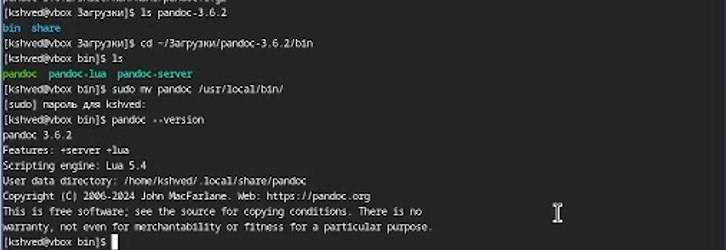 [kshved@vbox Загрузки]$ ls pandoc-3.6.2
bin share
[kshved@vbox Загрузки]$ cd ~/Загрузки/pandoc-3.6.2/bin
[kshved@vbox bin]$ ls
pandoc pandoc-lua pandoc-server
[kshved@vbox bin]$ sudo mv pandoc /usr/local/bin/
[sudo] пароль для kshved:
[kshved@vbox bin]$ pandoc --version
pandoc 3.6.2
Features: +server +lua
Scripting engine: Lua 5.4
User data directory: /home/kshved/.local/share/pandoc
Copyright (C) 2006-2024 John MacFarlane. Web: https://pandoc.org
This is free software; see the source for copying conditions. There is no
warranty, not even for merchantability or fitness for a particular purpose.
[kshved@vbox bin]$